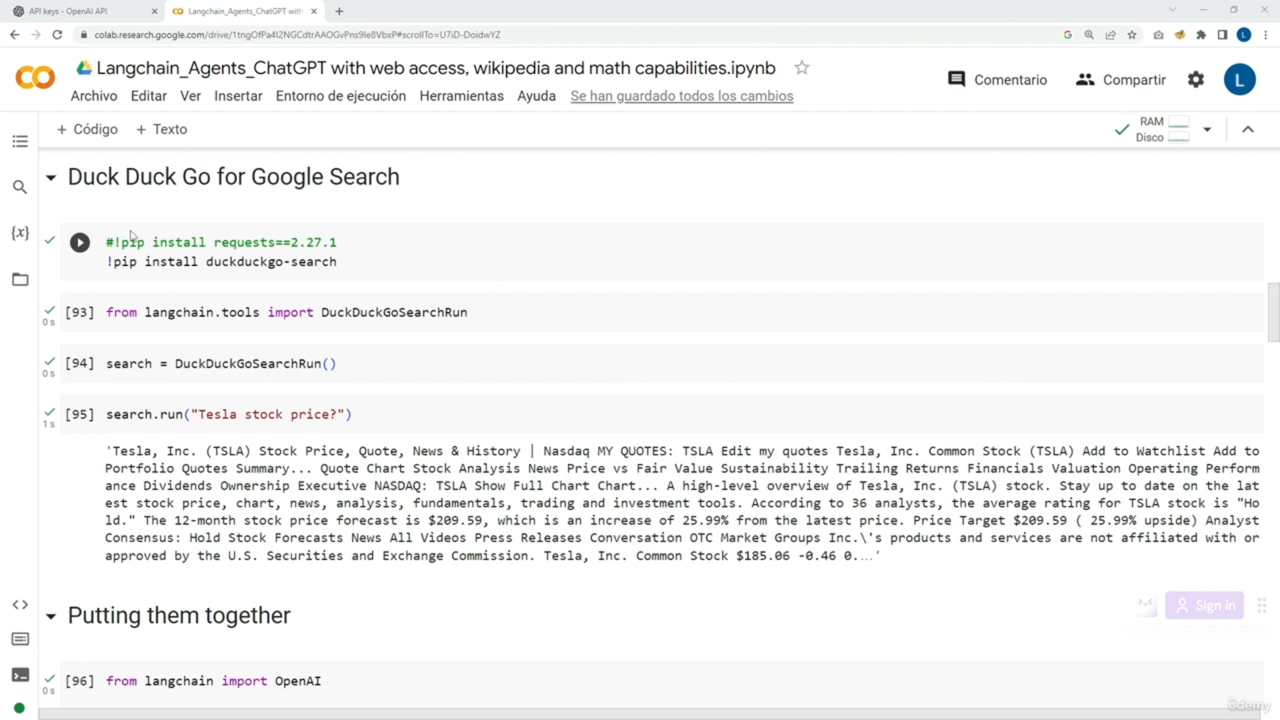 API keys - OpenAI API
Langchain_Agents_ChatGPT with
colab.research.google.com/drive/1tngOfPa4I2NGCdtrAAOGvPns9Ie8VbxP#scrollTo=U7iD-DoidwYZ
L
CO
Langchain_Agents_ChatGPT with web access, wikipedia and math capabilities.ipynb
Comentario
Compartir
L
Archivo Editar Ver Insertar Entorno de ejecución Herramientas Ayuda Se han guardado todos los cambios
+ Código + Texto
RAM
Disco
Duck Duck Go for Google Search
#!pip install requests==2.27.1
!pip install duckduckgo-search
[93] from langchain.tools import DuckDuckGoSearchRun
0 s
[94] search = DuckDuckGoSearchRun()
0 s
[95] search.run("Tesla stock price?")
1 s
'Tesla, Inc. (TSLA) Stock Price, Quote, News & History | Nasdaq MY QUOTES: TSLA Edit my quotes Tesla, Inc. Common Stock (TSLA) Add to Watchlist Add to
Portfolio Quotes Summary... Quote Chart Stock Analysis News Price vs Fair Value Sustainability Trailing Returns Financials Valuation Operating Perform
ance Dividends Ownership Executive NASDAQ: TSLA Show Full Chart Chart... A high-level overview of Tesla, Inc. (TSLA) stock. Stay up to date on the lat
est stock price, chart, news, analysis, fundamentals, trading and investment tools. According to 36 analysts, the average rating for TSLA stock is "Ho
ld." The 12-month stock price forecast is $209.59, which is an increase of 25.99% from the latest price. Price Target $209.59 ( 25.99% upside) Analyst
Consensus: Hold Stock Forecasts News All Videos Press Releases Conversation OTC Market Groups Inc.\'s products and services are not affiliated with or
approved by the U.S. Securities and Exchange Commission. Tesla, Inc. Common Stock $185.06 -0.46 0.…'
Sign in
Putting them together
[96] from langchain import OpenAI
0 s
ûdemy